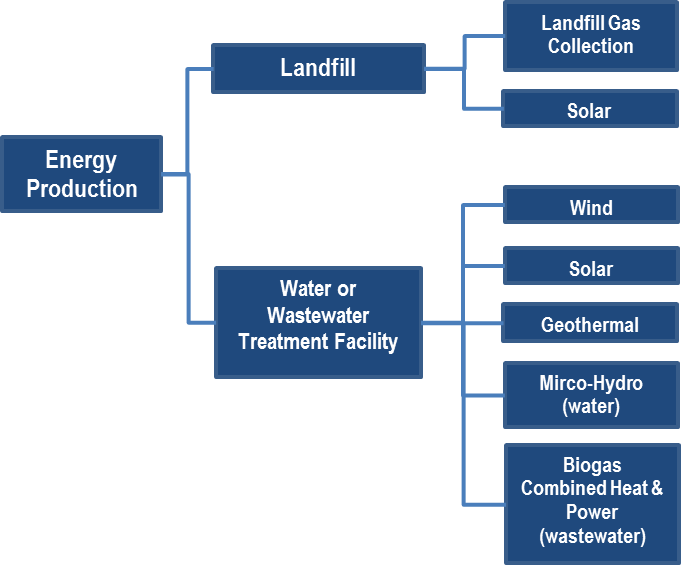 Energy
Production
Landfill
Landfill Gas
Collection
Solar
Water or
Wastewater
Treatment Facility
Wind
Solar
Geothermal
Mirco-Hydro
(water)
Biogas
Combined Heat &
Power
(wastewater)